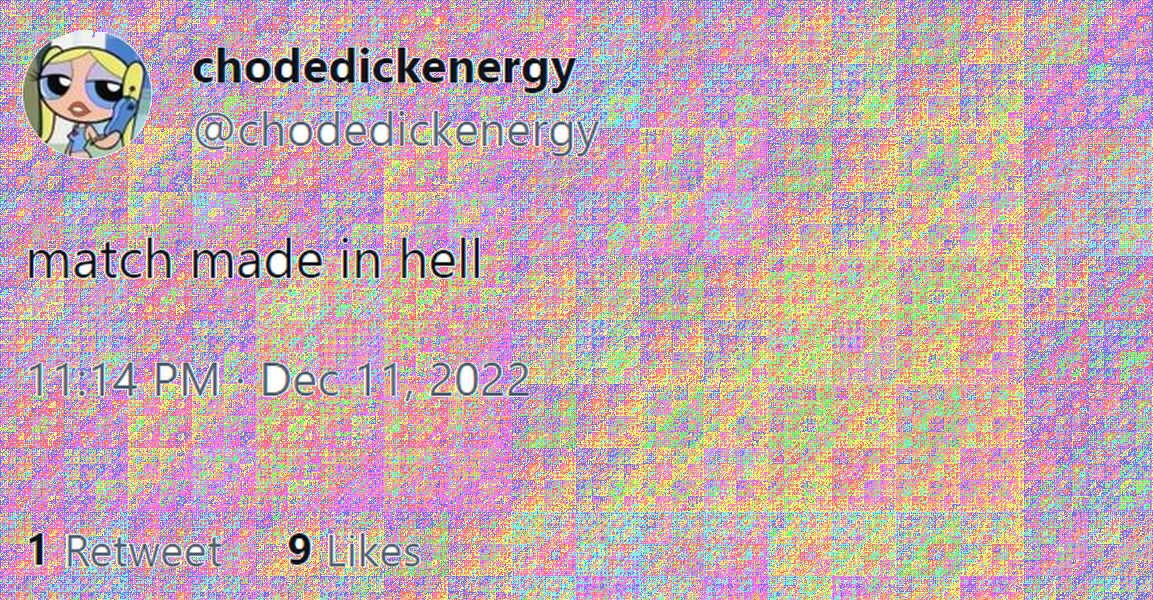 chodedickenergy
@chodedickenergy
match made in hell
11:14 PM · Dec 11, 2022
1 Retweet 9 Likes